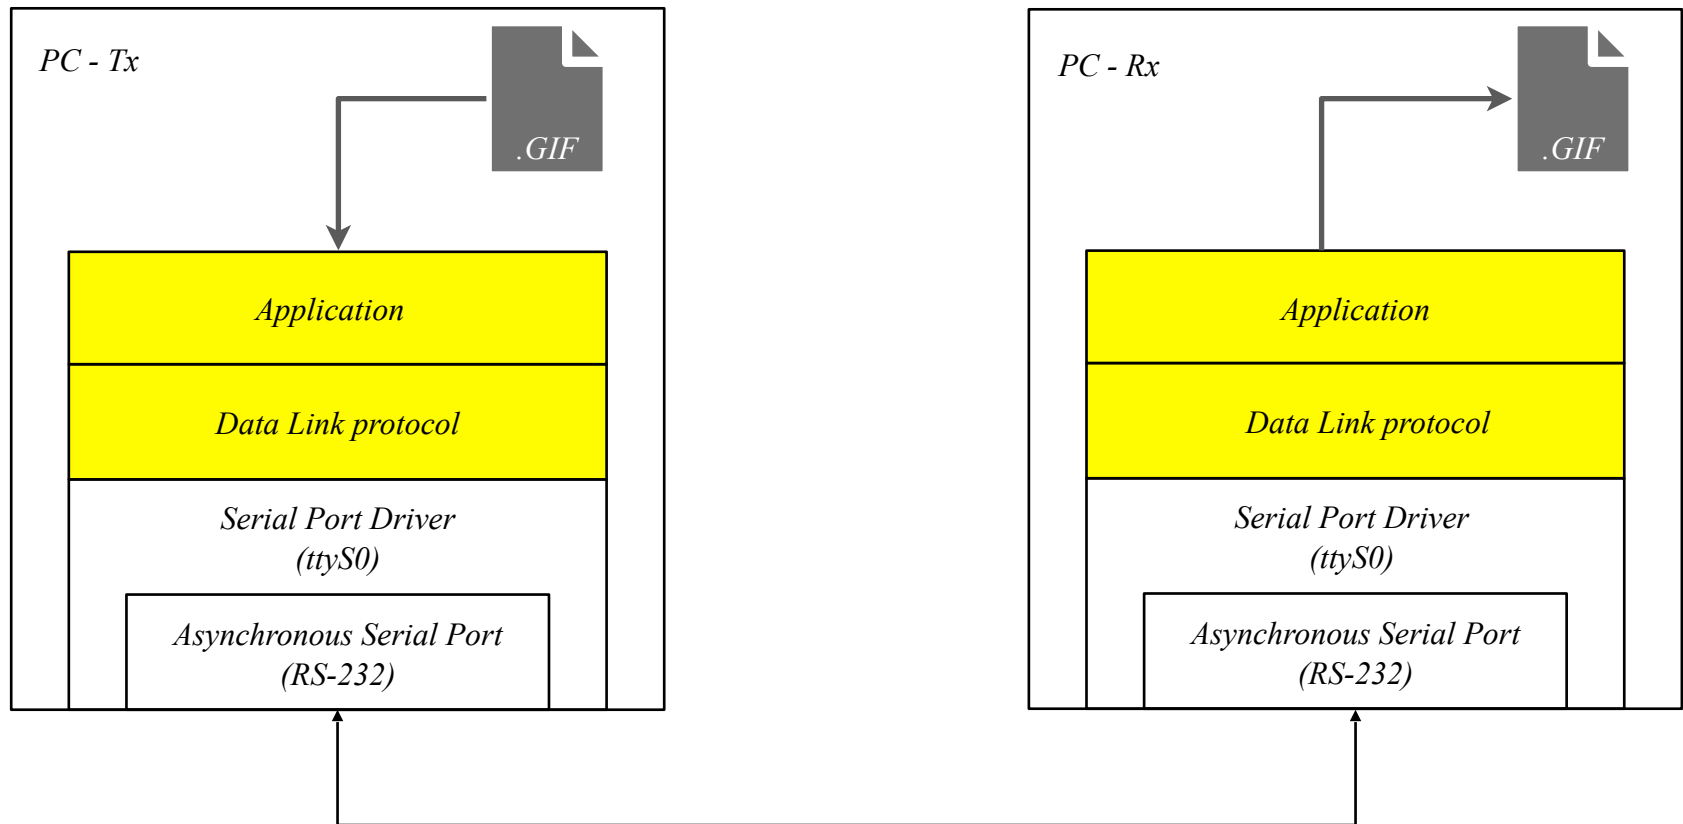 PC - Tx
.GIF
Application
Data Link protocol
Serial Port Driver
(ttyS0)
Asynchronous Serial Port
(RS-232)
PC - Rx
.GIF
Application
Data Link protocol
Serial Port Driver
(ttyS0)
Asynchronous Serial Port
(RS-232)